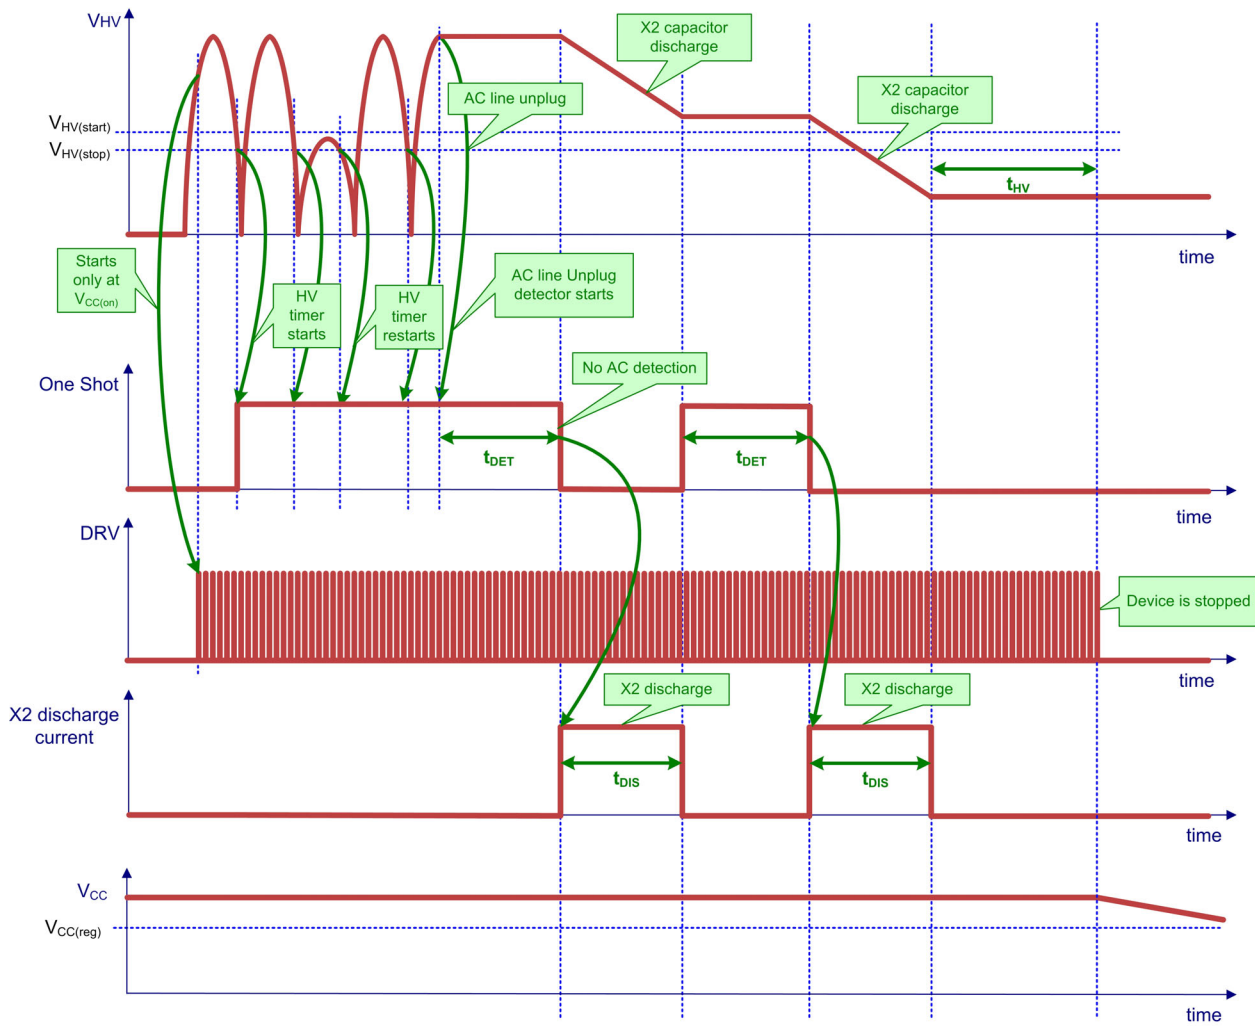 VHV
X2 capacitor
discharge
X2 capacitor
discharge
AC line unplug
VHV(start)
VHV(stop)
tHV
time
Starts
only at
VCC(on)
HV
timer
starts
HV
timer
restarts
AC line Unplug
detector starts
One Shot
No AC detection
tDET
tDET
time
DRV
Device is stopped
time
X2 discharge
current
X2 discharge
X2 discharge
tDIS
tDIS
time
VCC
VCC(reg)
time